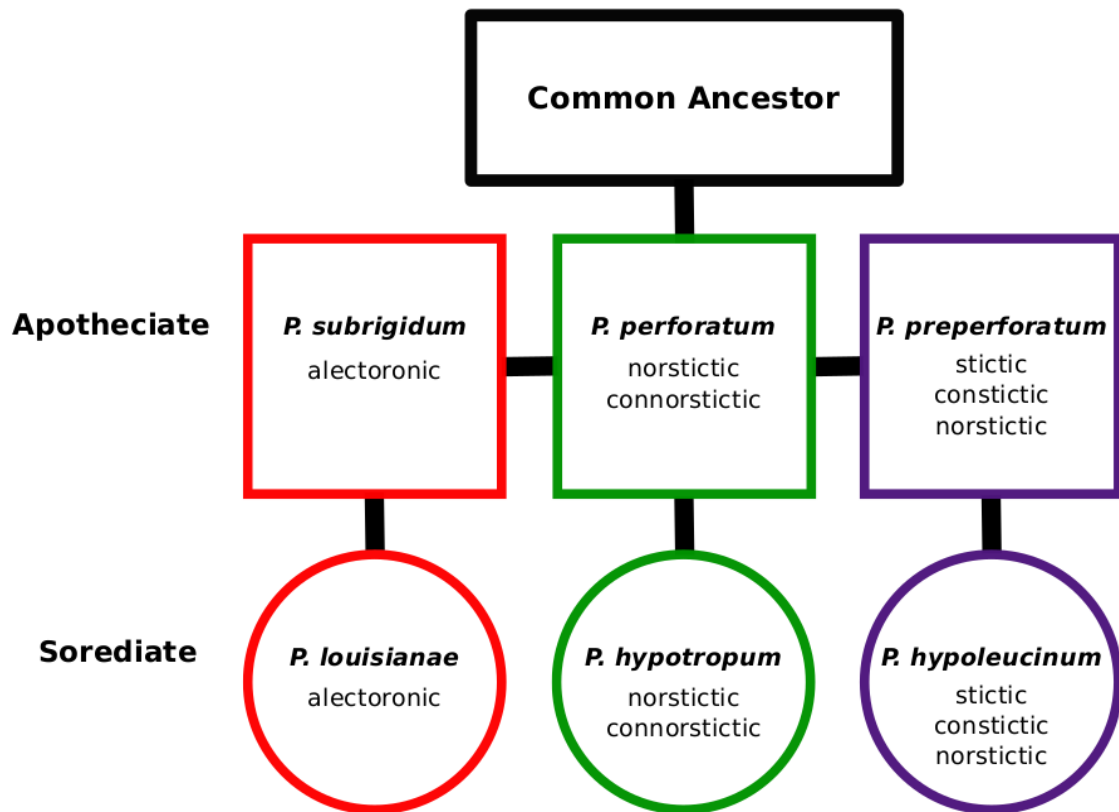 Common Ancestor
Apotheciate
P. subrigidum
alectoronic
P. perforatum
norstictic
connorstictic
P. preperforatum
stictic
constictic
norstictic
Sorediate
P. louisianae
alectoronic
P. hypotropum
norstictic
connorstictic
P. hypoleucinum
stictic
constictic
norstictic